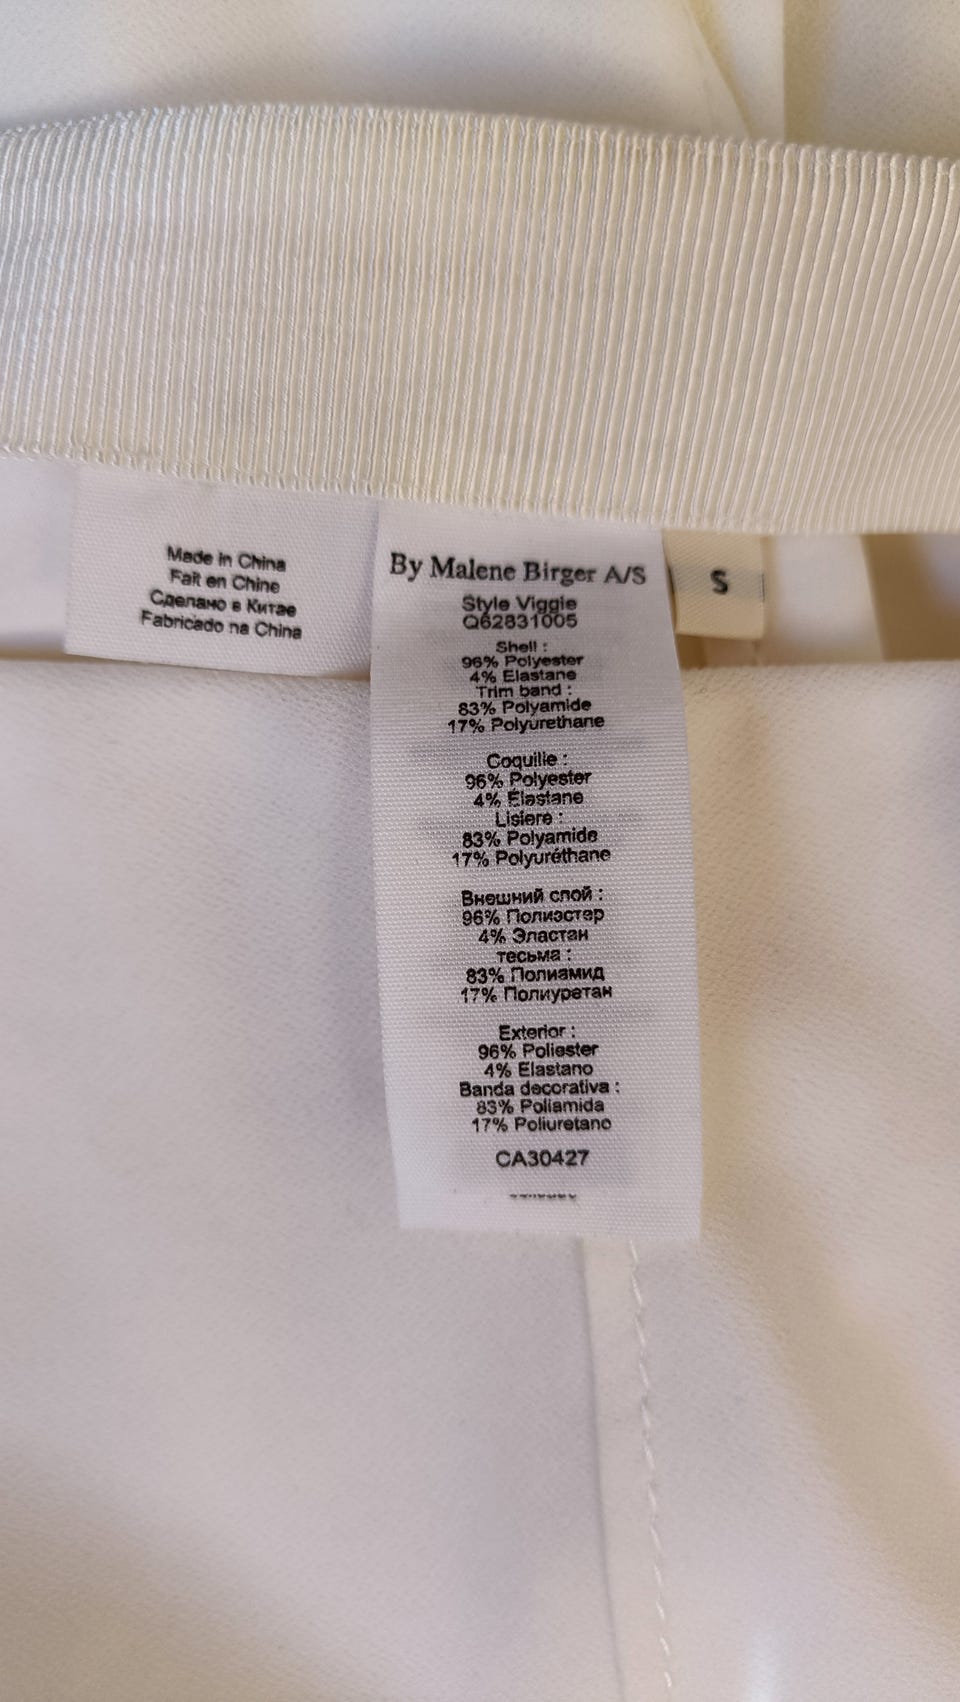 Made in China
Fait en Chine
Сделано в Китае
Fabricado na China
By Malene Birger A/S
Style Viggie
Q62831005
Shell :
96% Polyester
4% Elastane
Trim band :
83% Polyamide
17% Polyurethane
Coquille :
96% Polyester
4% Elastane
Lisiere :
83% Polyamide
17% Polyuréthane
Внешний слой :
96% Полиэстер
4% Эластан
тесьма :
83% Полиамид
17% Полиуретан
Exterior :
96% Poliester
4% Elastano
Banda decorativa :
83% Poliamida
17% Poliuretano
CA30427
S